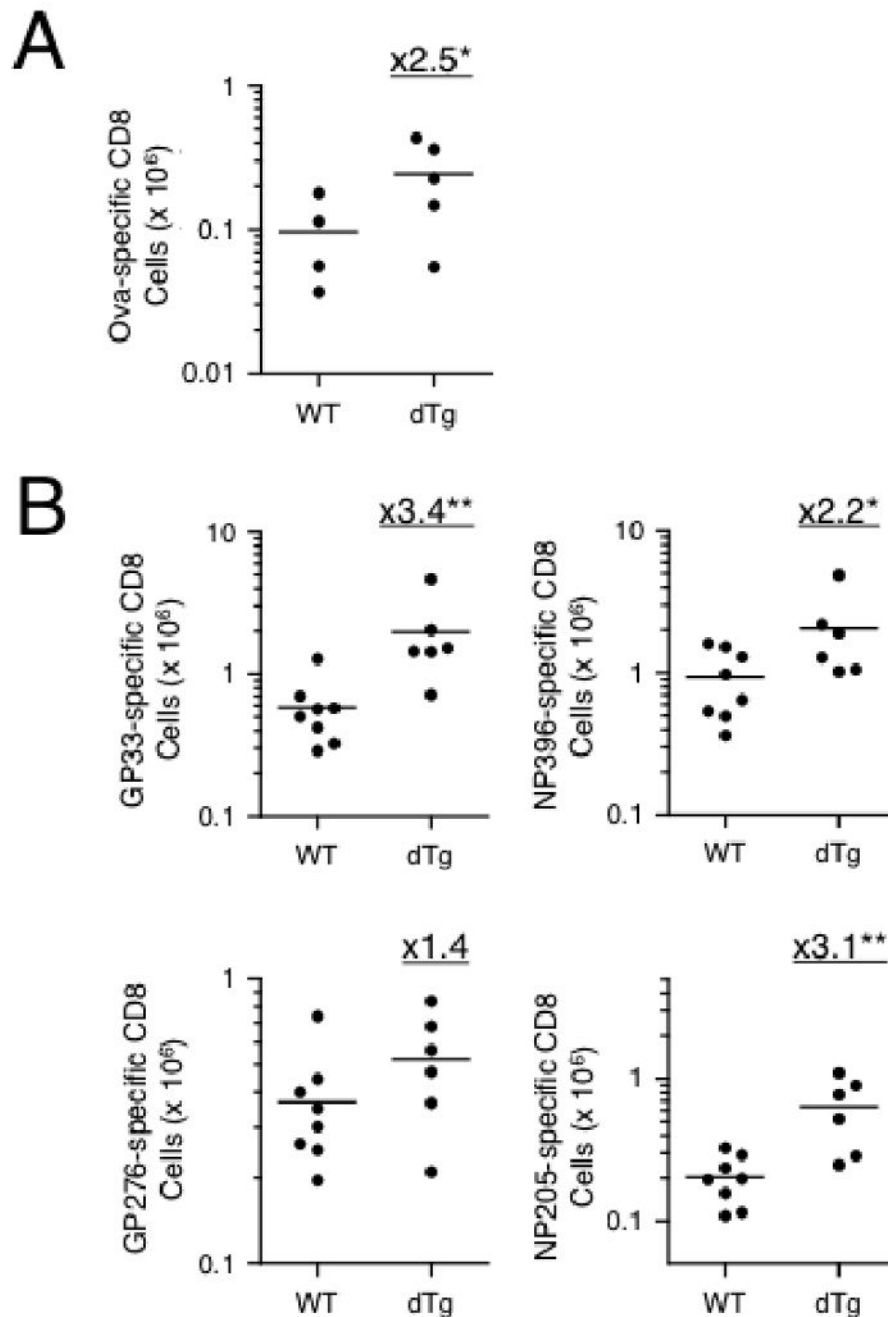 A
x2.5*
Ova-specific CD8
Cells (x 10⁶)
1
0.1
0.01
WT
dTg
B
x3.4**
GP33-specific CD8
Cells (x 10⁶)
10
1
0.1
WT
dTg
x2.2*
NP396-specific CD8
Cells (x 10⁶)
10
1
0.1
WT
dTg
x1.4
GP276-specific CD8
Cells (x 10⁶)
1
0.1
WT
dTg
x3.1**
NP205-specific CD8
Cells (x 10⁶)
1
0.1
WT
dTg